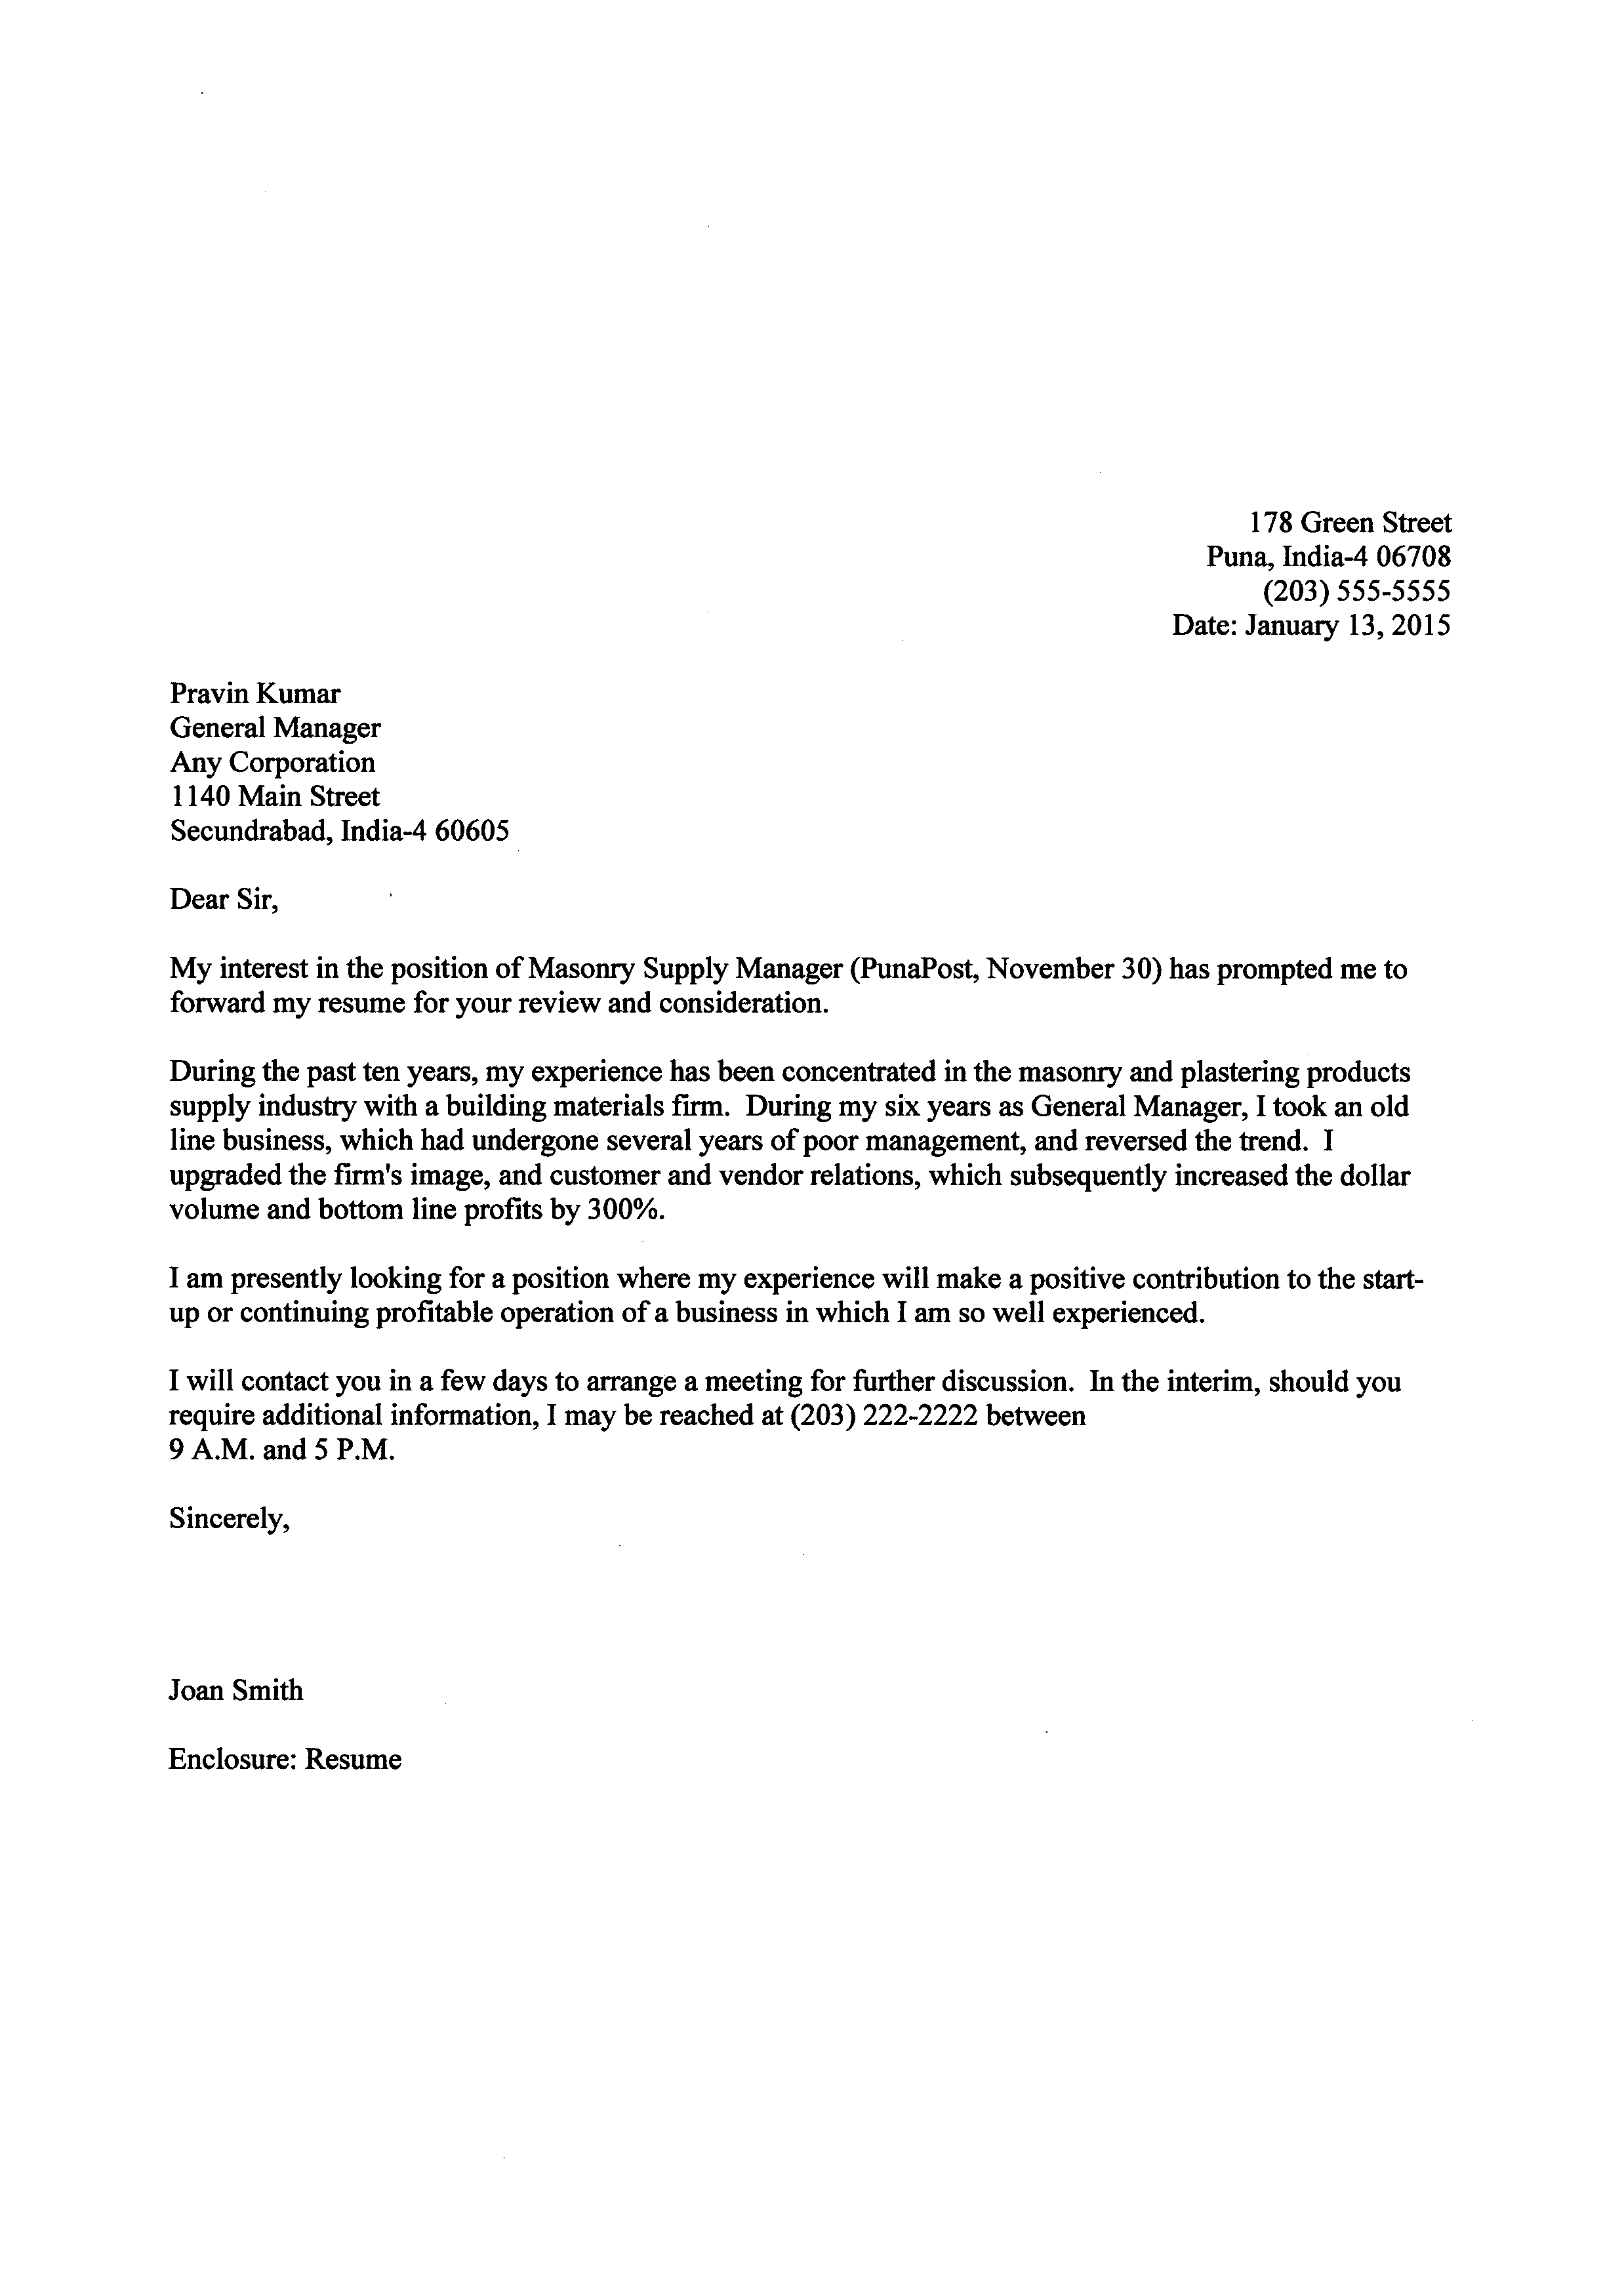 178 Green Street
Puna, India-4 06708
(203) 555-5555
Date: January 13, 2015
Pravin Kumar
General Manager
Any Corporation
1140 Main Street
Secundrabad, India-4 60605
Dear Sir,
My interest in the position of Masonry Supply Manager (PunaPost, November 30) has prompted me to
forward my resume for your review and consideration.
During the past ten years, my experience has been concentrated in the masonry and plastering products
supply industry with a building materials firm.  During my six years as General Manager, I took an old
line business, which had undergone several years of poor management, and reversed the trend.  I
upgraded the firm's image, and customer and vendor relations, which subsequently increased the dollar
volume and bottom line profits by 300%.
I am presently looking for a position where my experience will make a positive contribution to the start-
up or continuing profitable operation of a business in which I am so well experienced.
I will contact you in a few days to arrange a meeting for further discussion.  In the interim, should you
require additional information, I may be reached at (203) 222-2222 between
9 A.M. and 5 P.M.
Sincerely,
Joan Smith
Enclosure: Resume